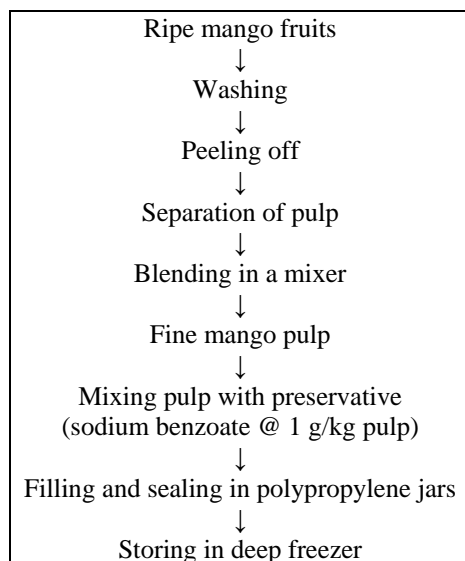 Ripe mango fruits
↓
Washing
↓
Peeling off
↓
Separation of pulp
↓
Blending in a mixer
↓
Fine mango pulp
↓
Mixing pulp with preservative
(sodium benzoate @ 1 g/kg pulp)
↓
Filling and sealing in polypropylene jars
↓
Storing in deep freezer